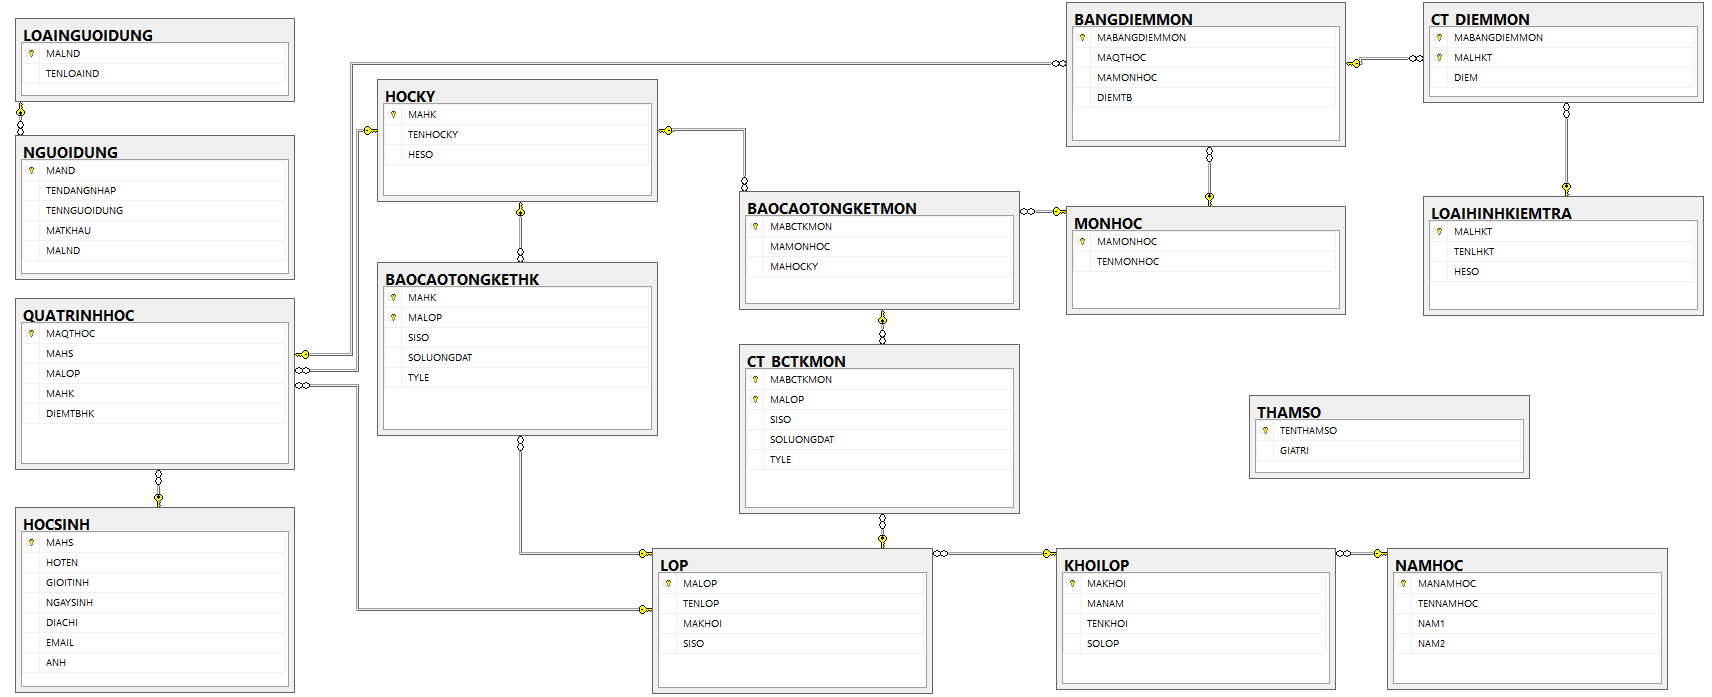 LOAINGUOIDUNG
MALND
TENLOAIND
NGUOIDUNG
MAND
TENDANGNHAP
TENNGUOIDUNG
MATKHAU
MALND
QUATRINHHOC
MAQTHOC
MAHS
MALOP
MAHK
DIEMTBHK
HOCSINH
MAHS
HOTEN
GIOITINH
NGAYSINH
DIACHI
EMAIL
ANH
HOCKY
MAHK
TENHOCKY
HESO
BAOCAOTONGKETHK
MAHK
MALOP
SISO
SOLUONGDAT
TYLE
BAOCAOTONGKETMON
MABCTKMON
MAMONHOC
MAHOCKY
CT_BCTKMON
MABCTKMON
MALOP
SISO
SOLUONGDAT
TYLE
LOP
MALOP
TENLOP
MAKHOI
SISO
BANGDIEMMON
MABANGDIEMMON
MAQTHOC
MAMONHOC
DIEMTB
MONHOC
MAMONHOC
TENMONHOC
CT_DIEMMON
MABANGDIEMMON
MALHKT
DIEM
LOAIHINHKIEMTRA
MALHKT
TENLHKT
HESO
THAMSO
TENTHAMSO
GIATRI
KHOILOP
MAKHOI
MANAM
TENKHOI
SOLOP
NAMHOC
MANAMHOC
TENNAMHOC
NAM1
NAM2